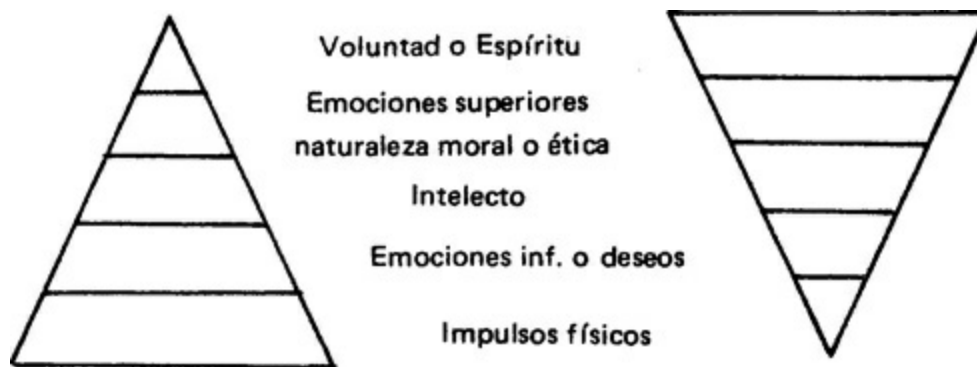 Voluntad o Espíritu
Emociones superiores
naturaleza moral o ética
Intelecto
Emociones inf. o deseos
Impulsos físicos